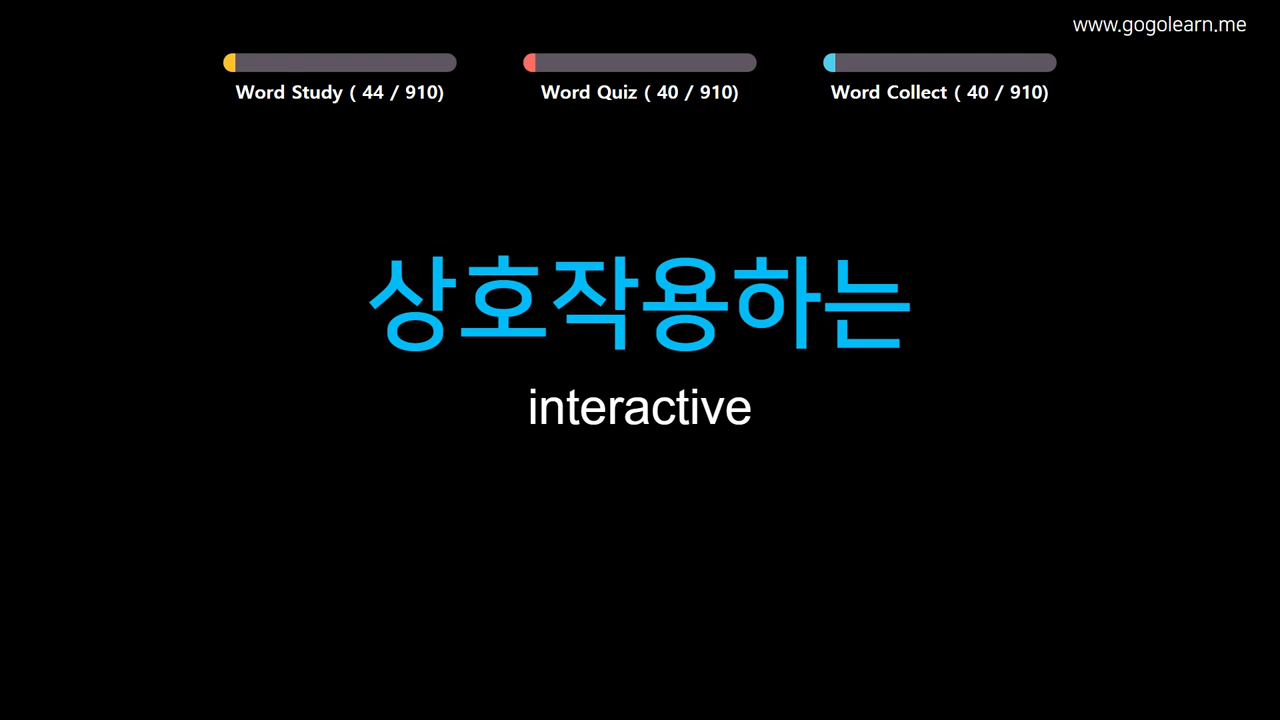 www.gogolearn.me
Word Study ( 44 / 910)
Word Quiz ( 40 / 910)
Word Collect ( 40 / 910)
상호작용하는
interactive